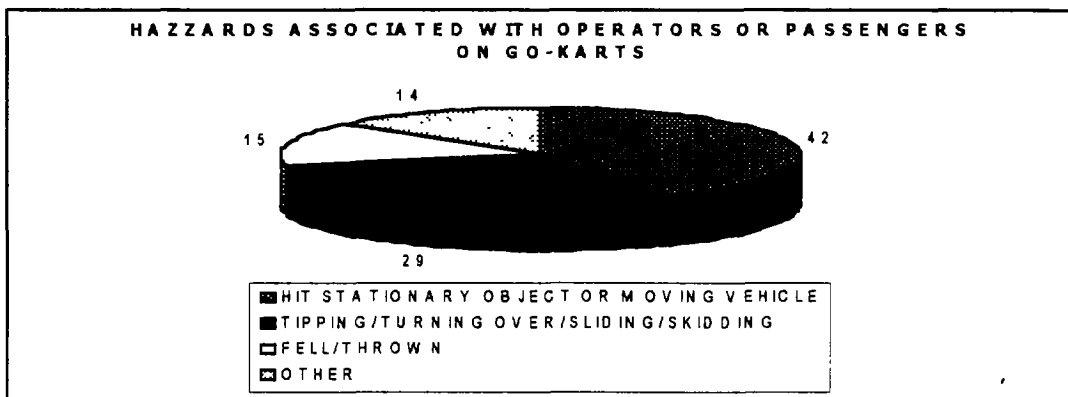 HAZZARDS ASSOCIATED WITH OPERATORS OR PASSENGERS
ON GO-KARTS
14
15
42
29
HIT STATIONARY OBJECT OR MOVING VEHICLE
TIPPING/TURNING OVER/SLIDING/SKIDDING
FELL/THROWN
OTHER